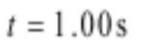 t = 1.00s